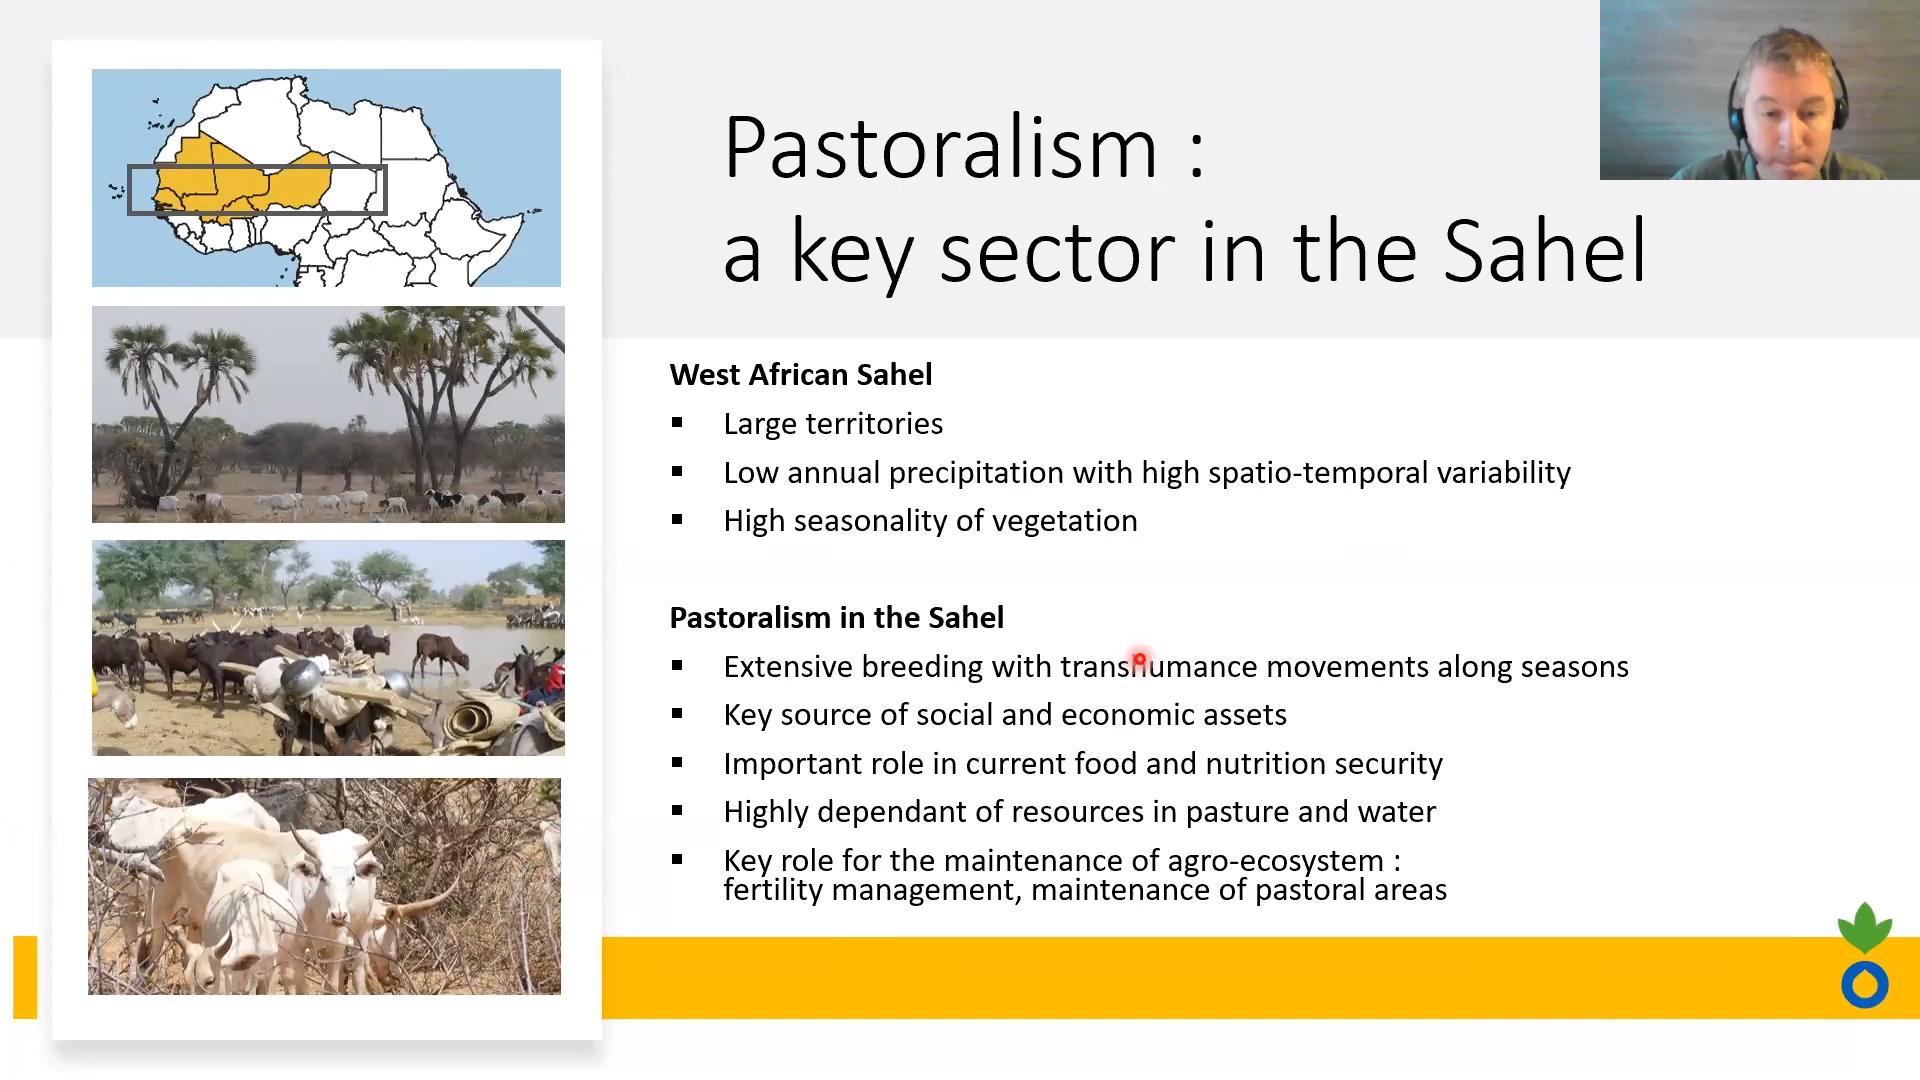 Pastoralism :
a key sector in the Sahel
West African Sahel
▪ Large territories
▪ Low annual precipitation with high spatio-temporal variability
▪ High seasonality of vegetation
Pastoralism in the Sahel
▪ Extensive breeding with transhumance movements along seasons
▪ Key source of social and economic assets
▪ Important role in current food and nutrition security
▪ Highly dependant of resources in pasture and water
▪ Key role for the maintenance of agro-ecosystem :
fertility management, maintenance of pastoral areas